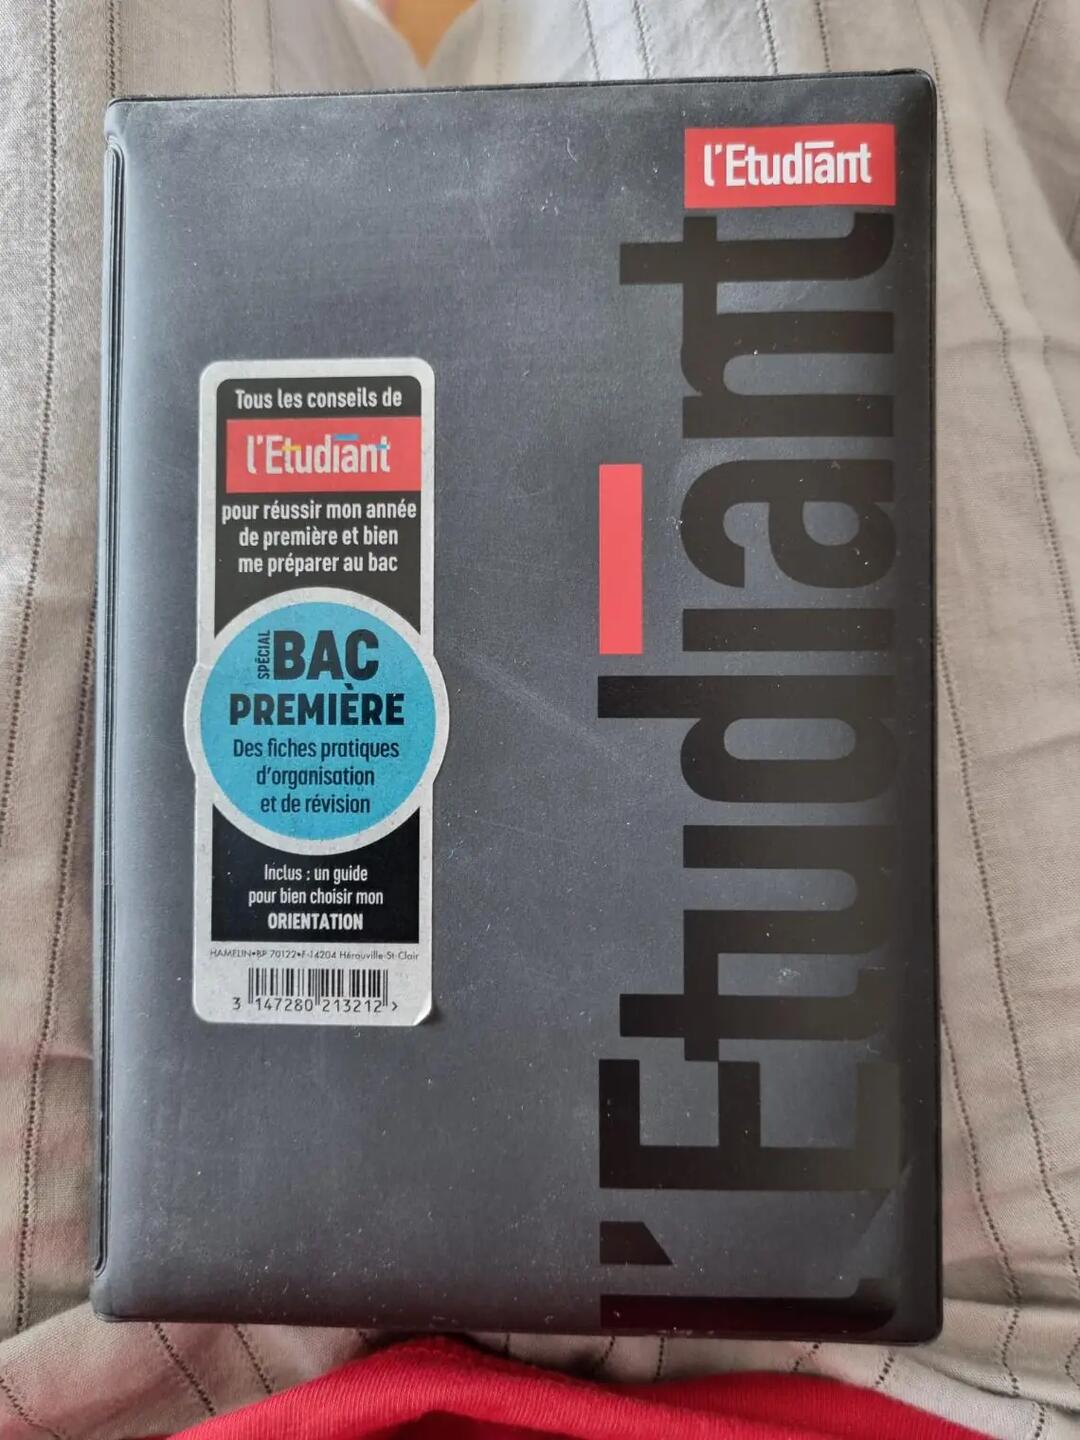 l'Etudiant
l'Etudiant
Tous les conseils de
l'Etudiant
pour réussir mon année
de première et bien
me préparer au bac
SPÉCIAL BAC
PREMIÈRE
Des fiches pratiques
d'organisation
et de révision
Inclus : un guide
pour bien choisir mon
ORIENTATION
HAMELIN•BP 70122•F-14204 Hérouville-St-Clair
3 147280 213212 >